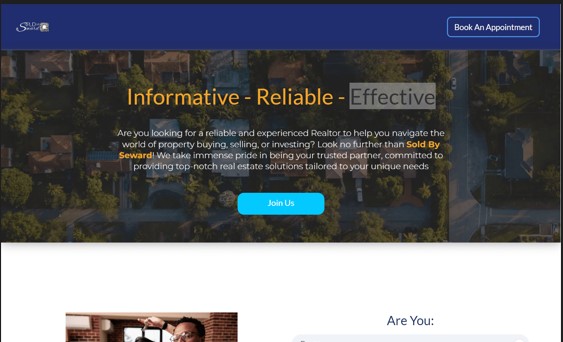 Sold By
Seward
Book An Appointment
Informative - Reliable - Effective
Are you looking for a reliable and experienced Realtor to help you navigate the
world of property buying, selling, or investing? Look no further than Sold By
Seward! We take immense pride in being your trusted partner, committed to
providing top-notch real estate solutions tailored to your unique needs
Join Us
Are You: